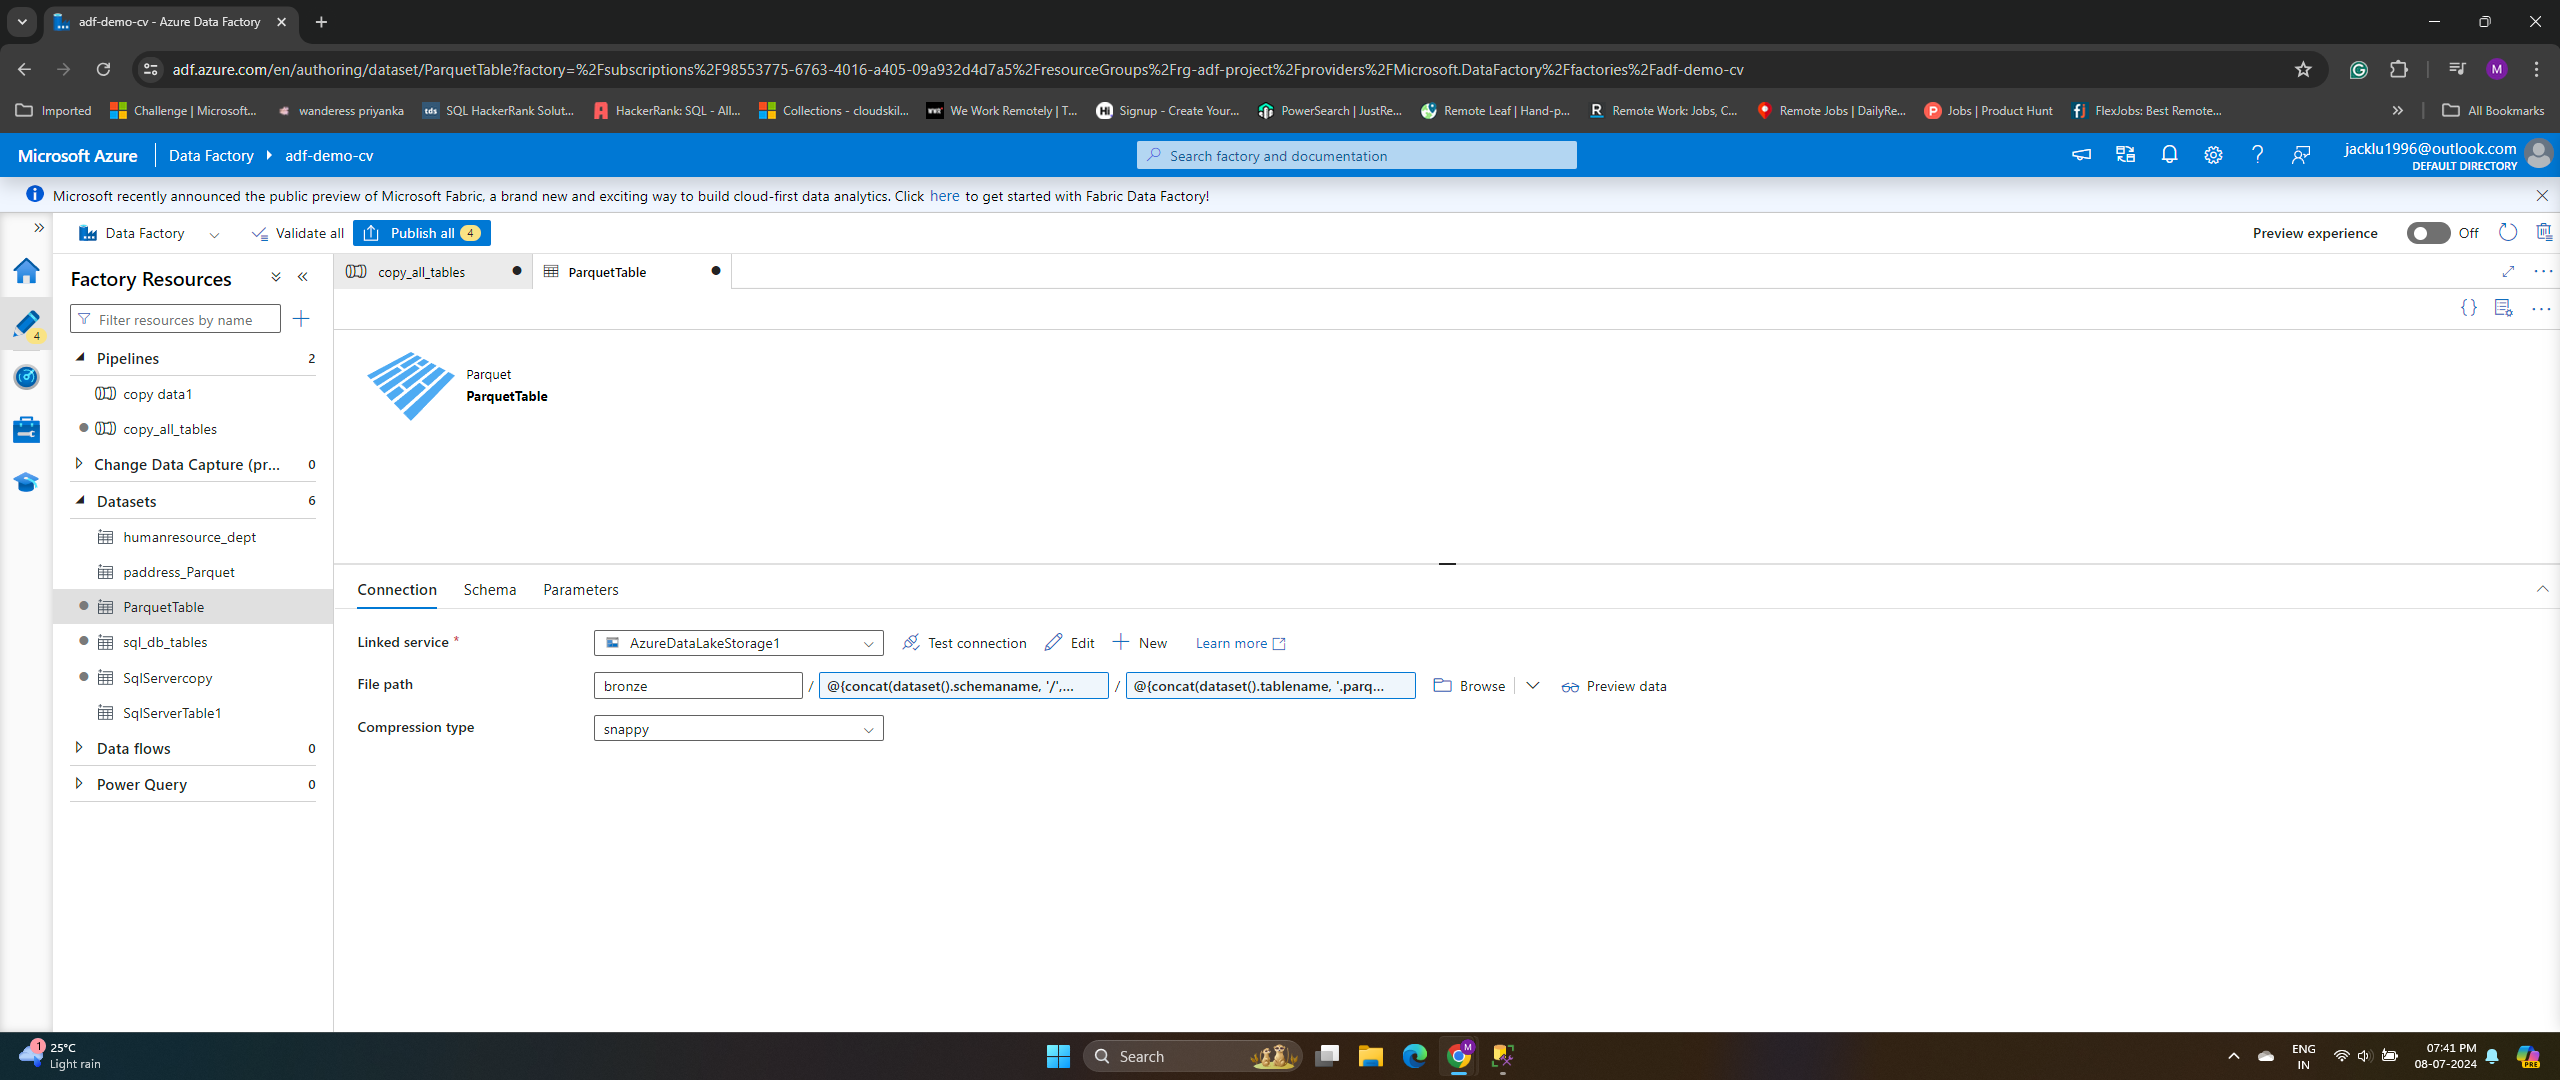 adf-demo-cv - Azure Data Factory
adf.azure.com/en/authoring/dataset/ParquetTable?factory=%2Fsubscriptions%2F98553775-6763-4016-a405-09a932d4d7a5%2FresourceGroups%2Frg-adf-project%2Fproviders%2FMicrosoft.DataFactory%2Ffactories%2Fadf-demo-cv
M
Imported
Challenge | Microsoft...
wanderess priyanka
tds SQL HackerRank Solut...
HackerRank: SQL - All...
Collections - cloudskil...
We Work Remotely | T...
Signup - Create Your...
PowerSearch | JustRe...
Remote Leaf | Hand-p...
R Remote Work: Jobs, C...
Remote Jobs | DailyRe...
P Jobs | Product Hunt
fj FlexJobs: Best Remote...
All Bookmarks
Microsoft Azure
Data Factory
adf-demo-cv
Search factory and documentation
jacklu1996@outlook.com
DEFAULT DIRECTORY
Microsoft recently announced the public preview of Microsoft Fabric, a brand new and exciting way to build cloud-first data analytics. Click here to get started with Fabric Data Factory!
Data Factory
Validate all
Publish all 4
Preview experience
Off
Factory Resources
copy_all_tables
ParquetTable
Filter resources by name
4
Pipelines 2
copy data1
copy_all_tables
Change Data Capture (pr... 0
Datasets 6
humanresource_dept
paddress_Parquet
ParquetTable
sql_db_tables
SqlServercopy
SqlServerTable1
Data flows 0
Power Query 0
Parquet
ParquetTable
Connection
Schema
Parameters
Linked service *
AzureDataLakeStorage1
Test connection
Edit
New
Learn more
File path
bronze / @{concat(dataset().schemaname, '/',... / @{concat(dataset().tablename, '.parq...
Browse
Preview data
Compression type
snappy
1
25°C
Light rain
Search
M
ENG
IN
07:41 PM
08-07-2024
PRE